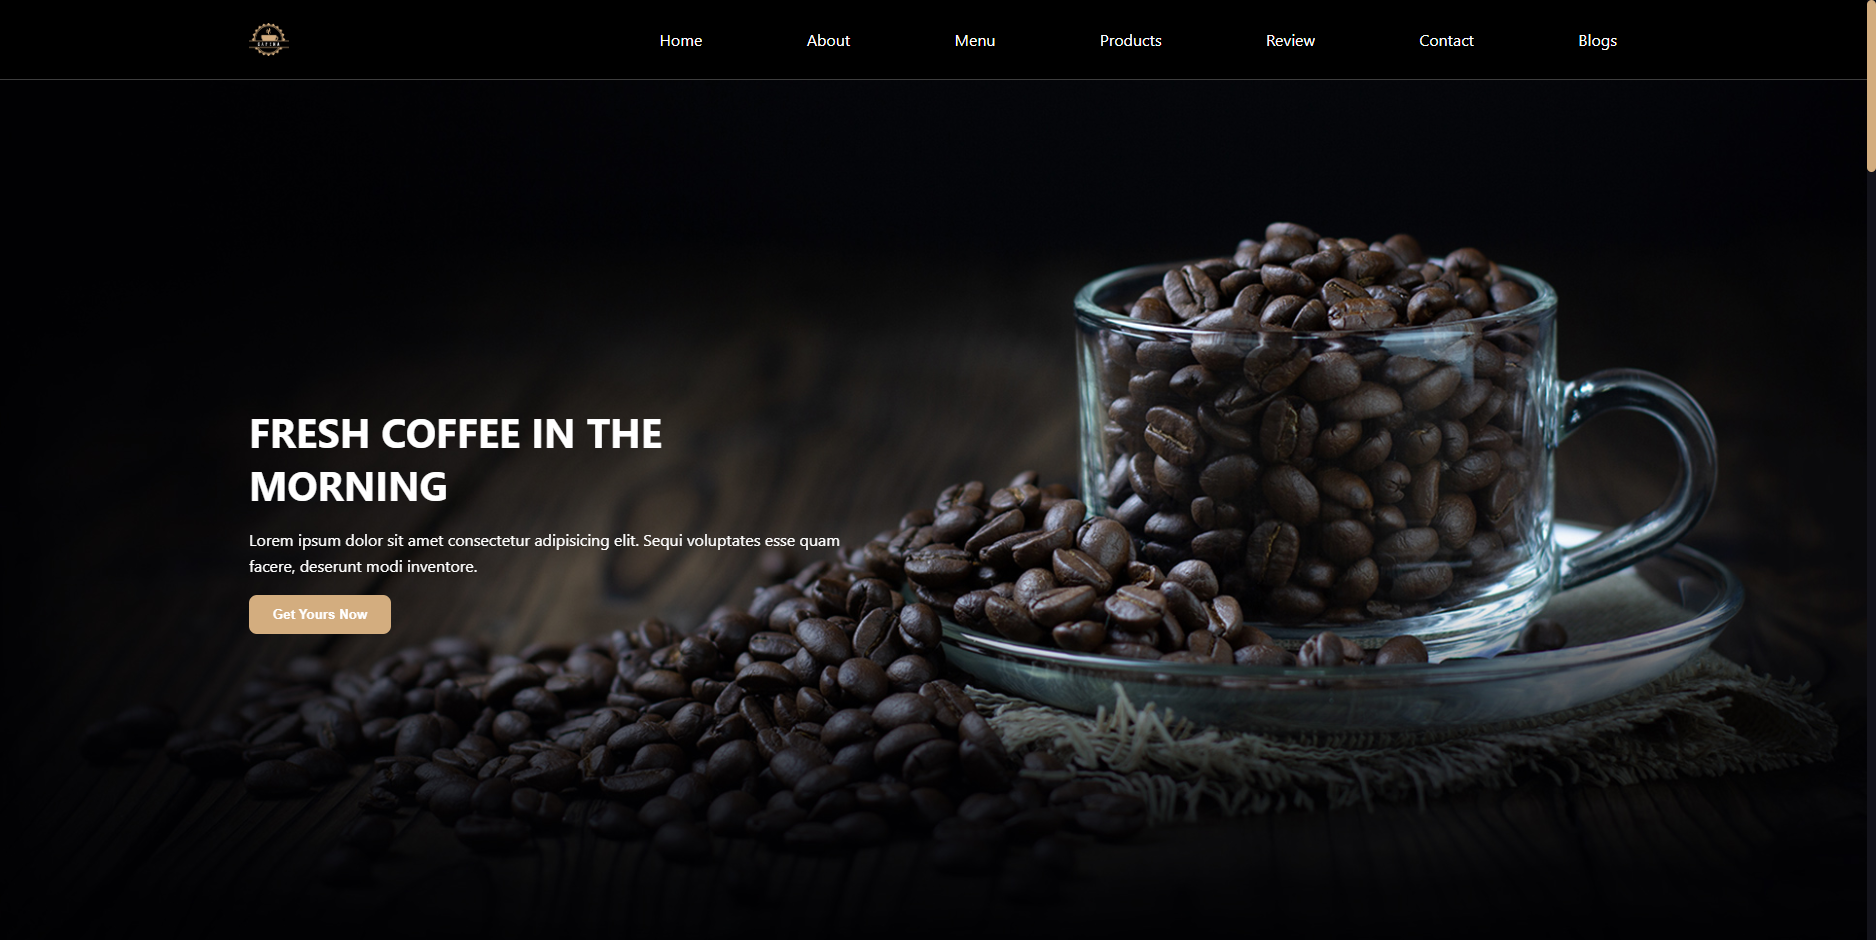 Home About Menu Products Review Contact Blogs
FRESH COFFEE IN THE
MORNING
Lorem ipsum dolor sit amet consectetur adipisicing elit. Sequi voluptates esse quam
facere, deserunt modi inventore.
Get Yours Now